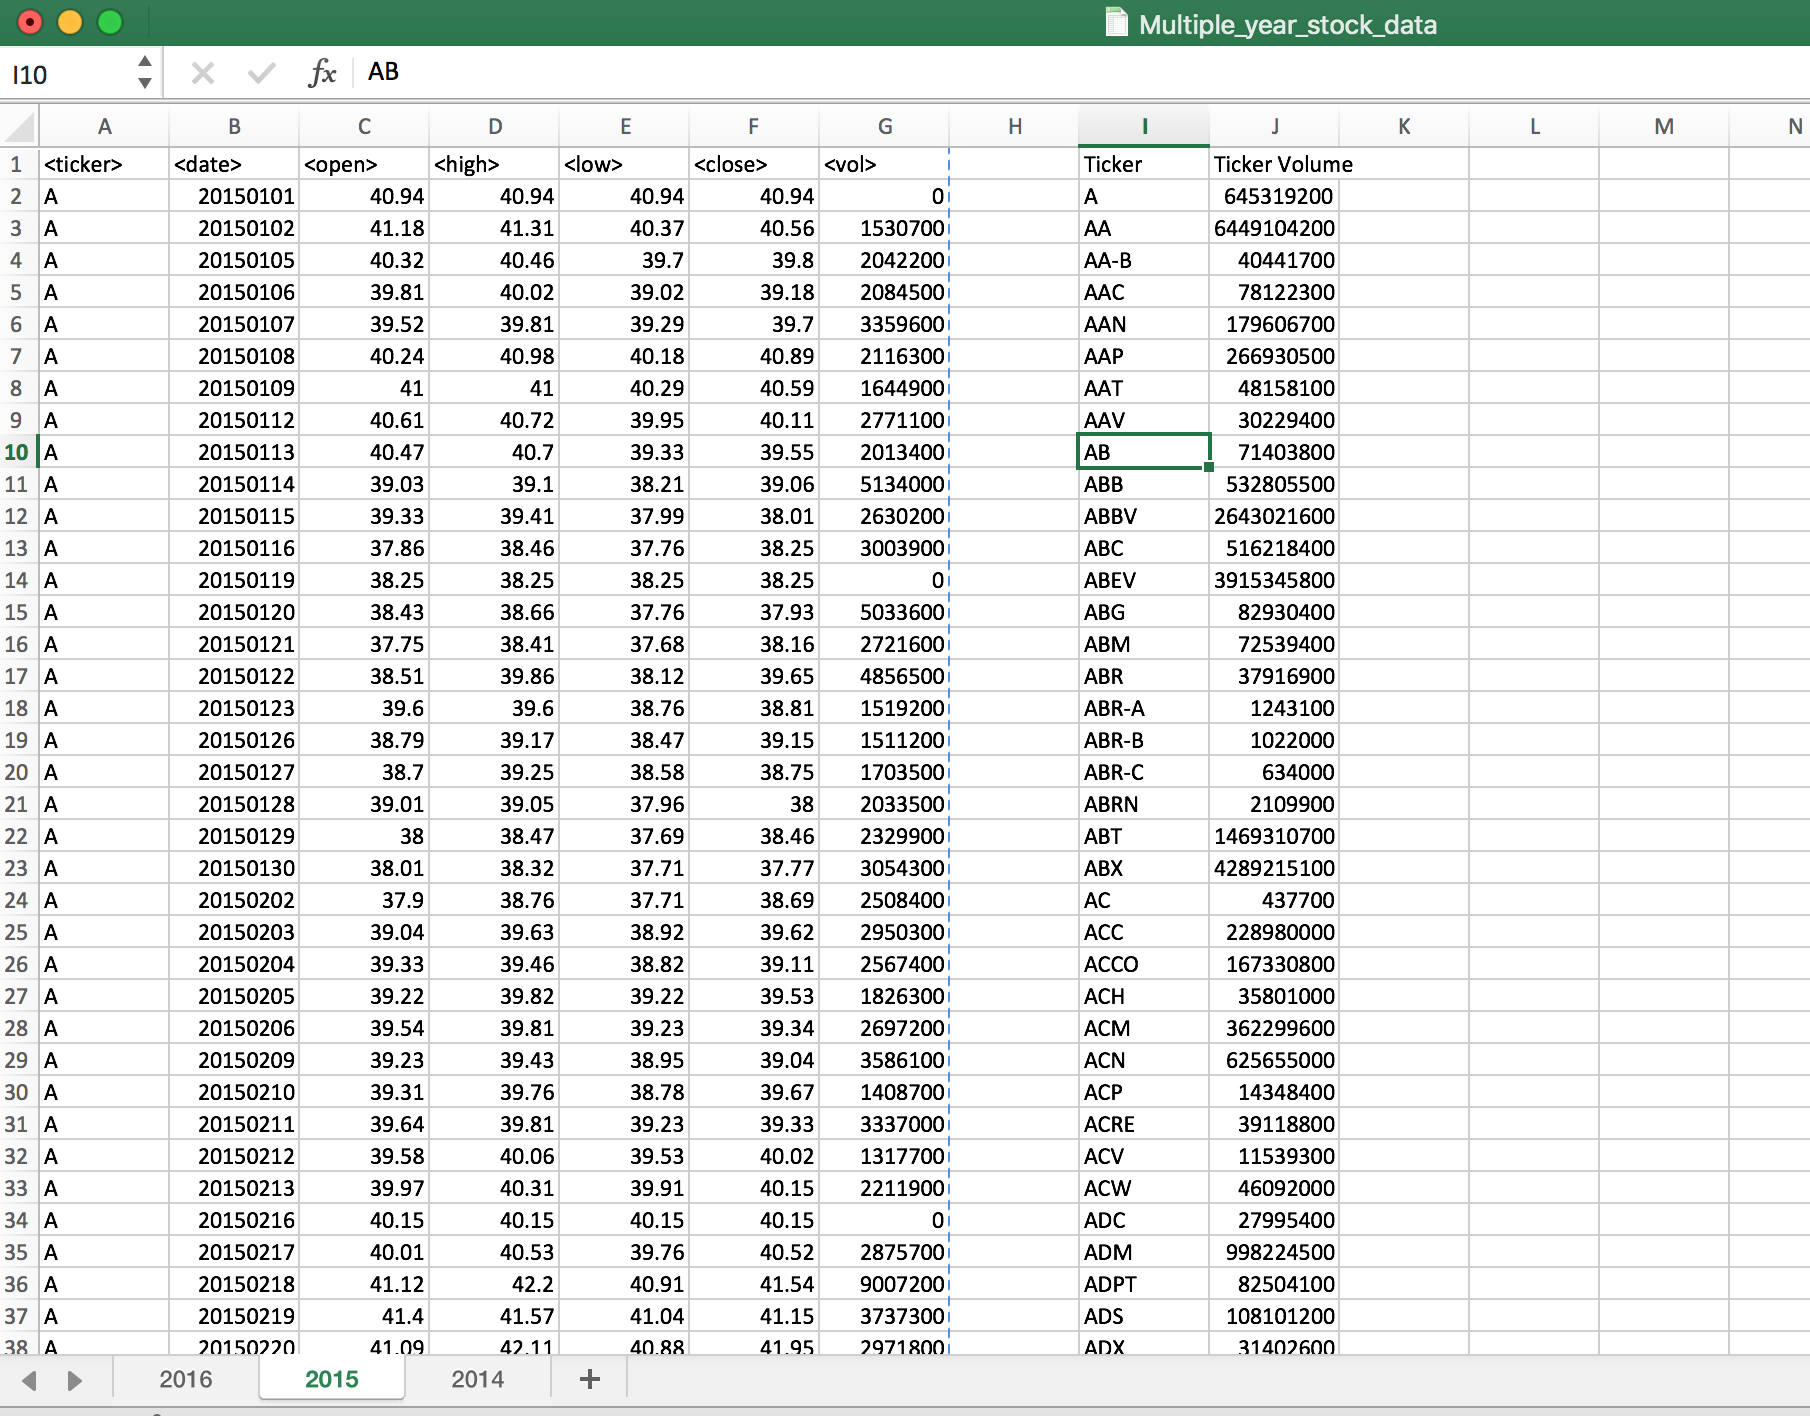 Multiple_year_stock_data
I10 fx AB
A B C D E F G H I J K L M N
1 <ticker> <date> <open> <high> <low> <close> <vol> Ticker Ticker Volume
2 A 20150101 40.94 40.94 40.94 40.94 0 A 645319200
3 A 20150102 41.18 41.31 40.37 40.56 1530700 AA 6449104200
4 A 20150105 40.32 40.46 39.7 39.8 2042200 AA-B 40441700
5 A 20150106 39.81 40.02 39.02 39.18 2084500 AAC 78122300
6 A 20150107 39.52 39.81 39.29 39.7 3359600 AAN 179606700
7 A 20150108 40.24 40.98 40.18 40.89 2116300 AAP 266930500
8 A 20150109 41 41 40.29 40.59 1644900 AAT 48158100
9 A 20150112 40.61 40.72 39.95 40.11 2771100 AAV 30229400
10 A 20150113 40.47 40.7 39.33 39.55 2013400 AB 71403800
11 A 20150114 39.03 39.1 38.21 39.06 5134000 ABB 532805500
12 A 20150115 39.33 39.41 37.99 38.01 2630200 ABBV 2643021600
13 A 20150116 37.86 38.46 37.76 38.25 3003900 ABC 516218400
14 A 20150119 38.25 38.25 38.25 38.25 0 ABEV 3915345800
15 A 20150120 38.43 38.66 37.76 37.93 5033600 ABG 82930400
16 A 20150121 37.75 38.41 37.68 38.16 2721600 ABM 72539400
17 A 20150122 38.51 39.86 38.12 39.65 4856500 ABR 37916900
18 A 20150123 39.6 39.6 38.76 38.81 1519200 ABR-A 1243100
19 A 20150126 38.79 39.17 38.47 39.15 1511200 ABR-B 1022000
20 A 20150127 38.7 39.25 38.58 38.75 1703500 ABR-C 634000
21 A 20150128 39.01 39.05 37.96 38 2033500 ABRN 2109900
22 A 20150129 38 38.47 37.69 38.46 2329900 ABT 1469310700
23 A 20150130 38.01 38.32 37.71 37.77 3054300 ABX 4289215100
24 A 20150202 37.9 38.76 37.71 38.69 2508400 AC 437700
25 A 20150203 39.04 39.63 38.92 39.62 2950300 ACC 228980000
26 A 20150204 39.33 39.46 38.82 39.11 2567400 ACCO 167330800
27 A 20150205 39.22 39.82 39.22 39.53 1826300 ACH 35801000
28 A 20150206 39.54 39.81 39.23 39.34 2697200 ACM 362299600
29 A 20150209 39.23 39.43 38.95 39.04 3586100 ACN 625655000
30 A 20150210 39.31 39.76 38.78 39.67 1408700 ACP 14348400
31 A 20150211 39.64 39.81 39.23 39.33 3337000 ACRE 39118800
32 A 20150212 39.58 40.06 39.53 40.02 1317700 ACV 11539300
33 A 20150213 39.97 40.31 39.91 40.15 2211900 ACW 46092000
34 A 20150216 40.15 40.15 40.15 40.15 0 ADC 27995400
35 A 20150217 40.01 40.53 39.76 40.52 2875700 ADM 998224500
36 A 20150218 41.12 42.2 40.91 41.54 9007200 ADPT 82504100
37 A 20150219 41.4 41.57 41.04 41.15 3737300 ADS 108101200
38 A 20150220 41.09 42.11 40.88 41.95 2971800 ADX 31402600
2016 2015 2014 +